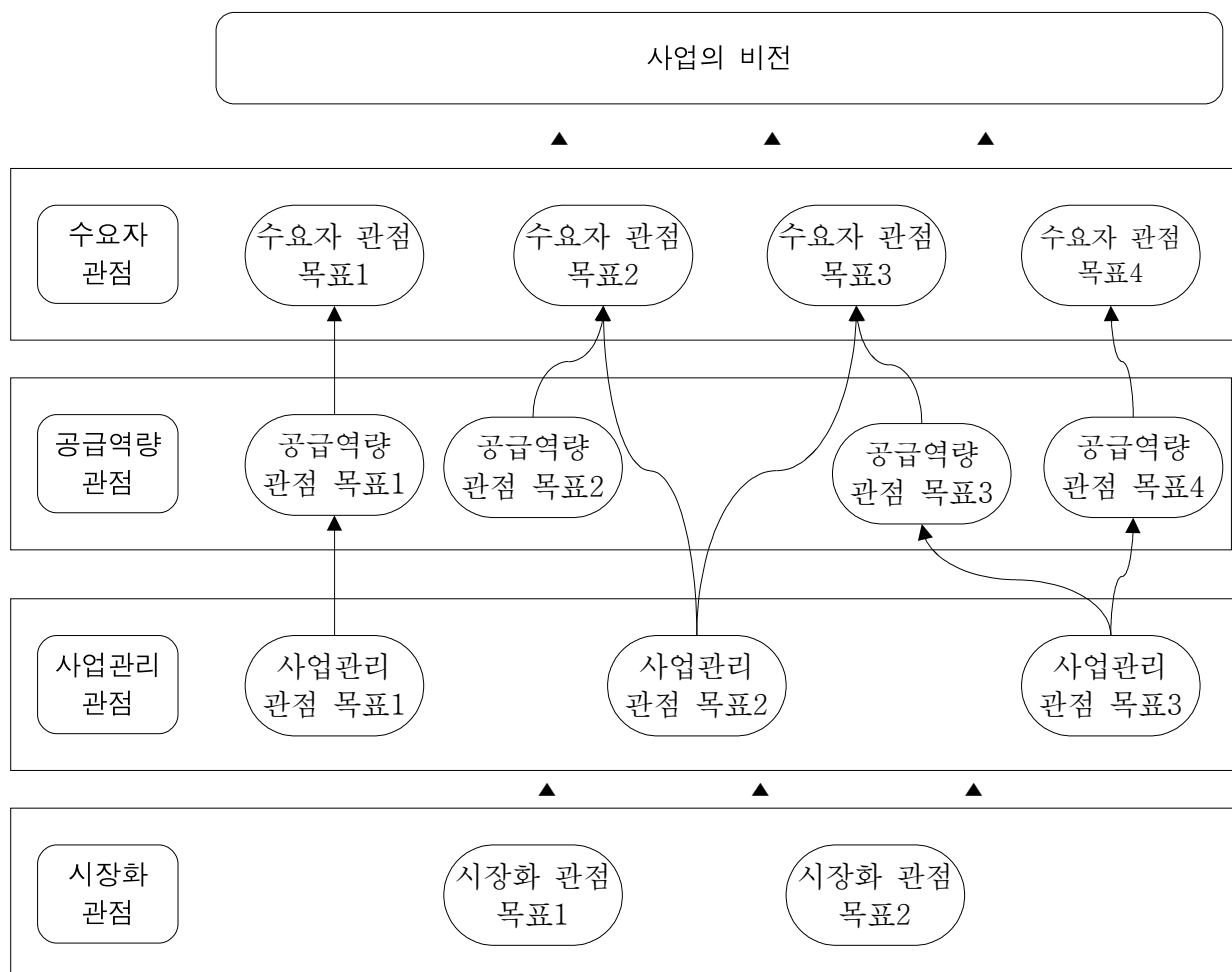 사업의 비전
수요자
관점
수요자 관점
목표1
수요자 관점
목표2
수요자 관점
목표3
수요자 관점
목표4
공급역량
관점
공급역량
관점 목표1
공급역량
관점 목표2
공급역량
관점 목표3
공급역량
관점 목표4
사업관리
관점
사업관리
관점 목표1
사업관리
관점 목표2
사업관리
관점 목표3
시장화
관점
시장화 관점
목표1
시장화 관점
목표2